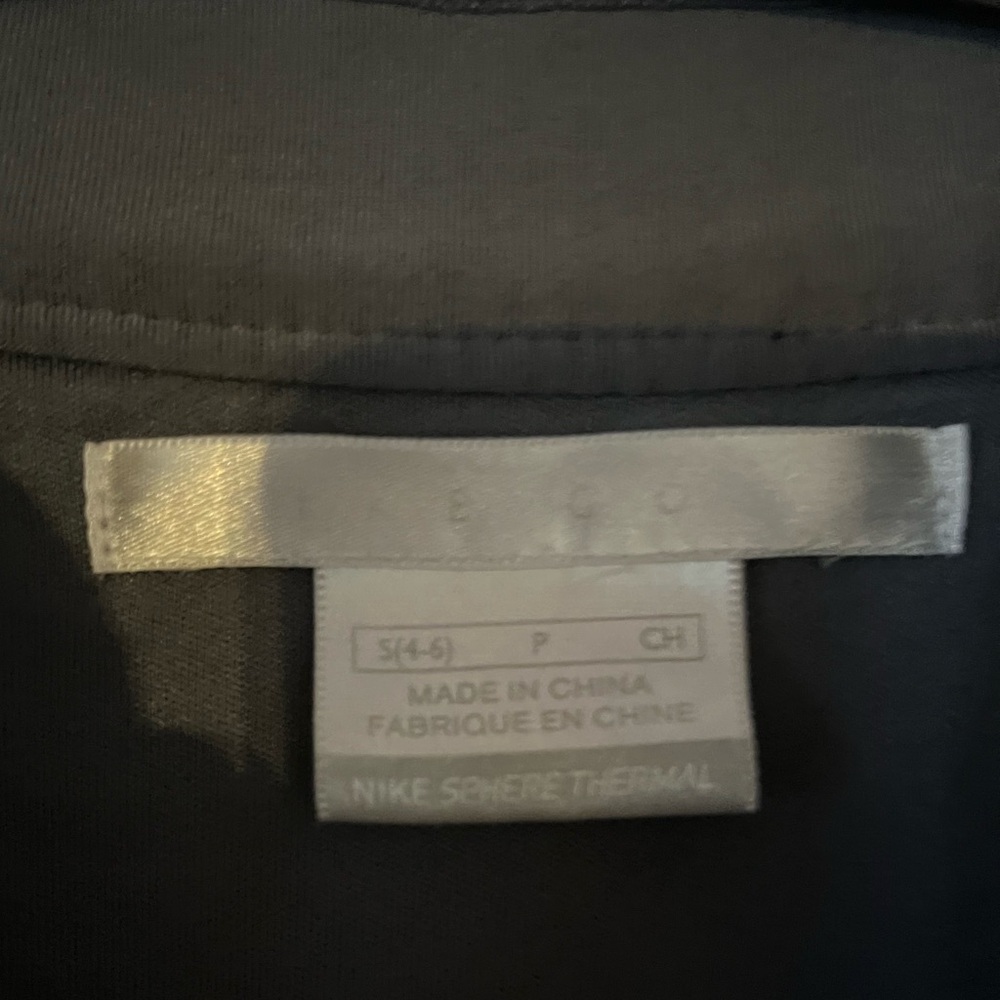 S(4-6) P CH
MADE IN CHINA
FABRIQUE EN CHINE
NIKE SPHERE THERMAL